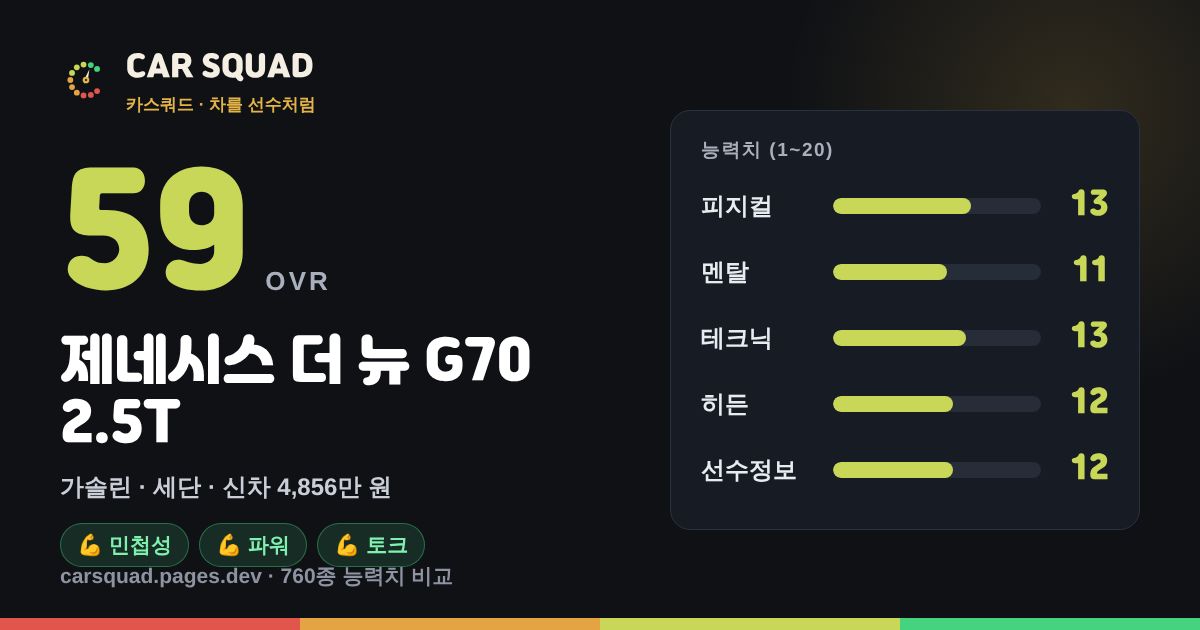 CAR SQUAD
카스쿼드 · 차를 선수처럼
59 OVR
제네시스 더 뉴 G70
2.5T
가솔린 · 세단 · 신차 4,856만 원
💪 민첩성 💪 파워 💪 토크
carsquad.pages.dev · 760종 능력치 비교
능력치 (1~20)
피지컬 13
멘탈 11
테크닉 13
히든 12
선수정보 12